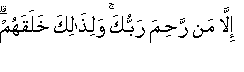 إِلَّا مَن رَّحِمَ رَبُّكَ ۚ وَلِذَٰلِكَ خَلَقَهُمْ ۗ